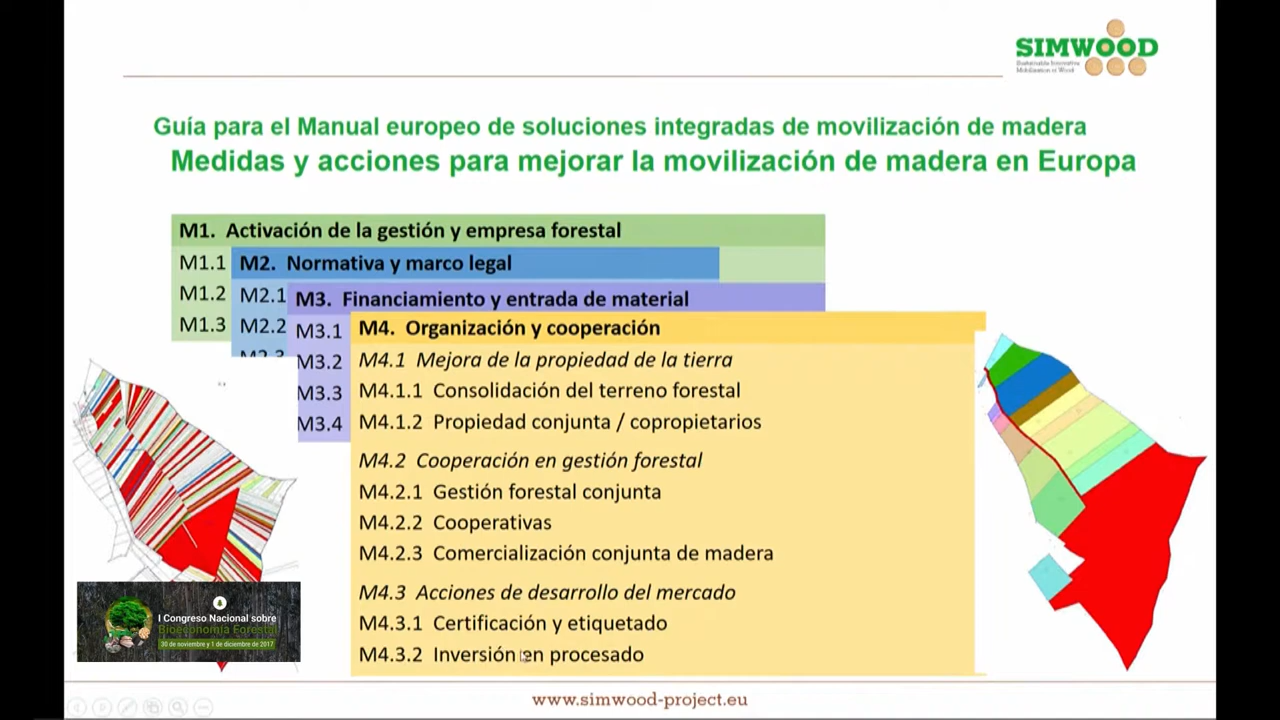 SIMWOOD
Sustainable Innovative
Mobilization of Wood
Guía para el Manual europeo de soluciones integradas de movilización de madera
Medidas y acciones para mejorar la movilización de madera en Europa
M1. Activación de la gestión y empresa forestal
M1.1
M2. Normativa y marco legal
M1.2
M2.1
M3. Financiamiento y entrada de material
M1.3
M2.2
M3.1
M4. Organización y cooperación
M2.3
M3.2
M4.1 Mejora de la propiedad de la tierra
M3.3
M4.1.1 Consolidación del terreno forestal
M3.4
M4.1.2 Propiedad conjunta / copropietarios
M4.2 Cooperación en gestión forestal
M4.2.1 Gestión forestal conjunta
M4.2.2 Cooperativas
M4.2.3 Comercialización conjunta de madera
M4.3 Acciones de desarrollo del mercado
M4.3.1 Certificación y etiquetado
M4.3.2 Inversión en procesado
I Congreso Nacional sobre
Bioeconomía Forestal
30 de noviembre y 1 de diciembre de 2017
www.simwood-project.eu